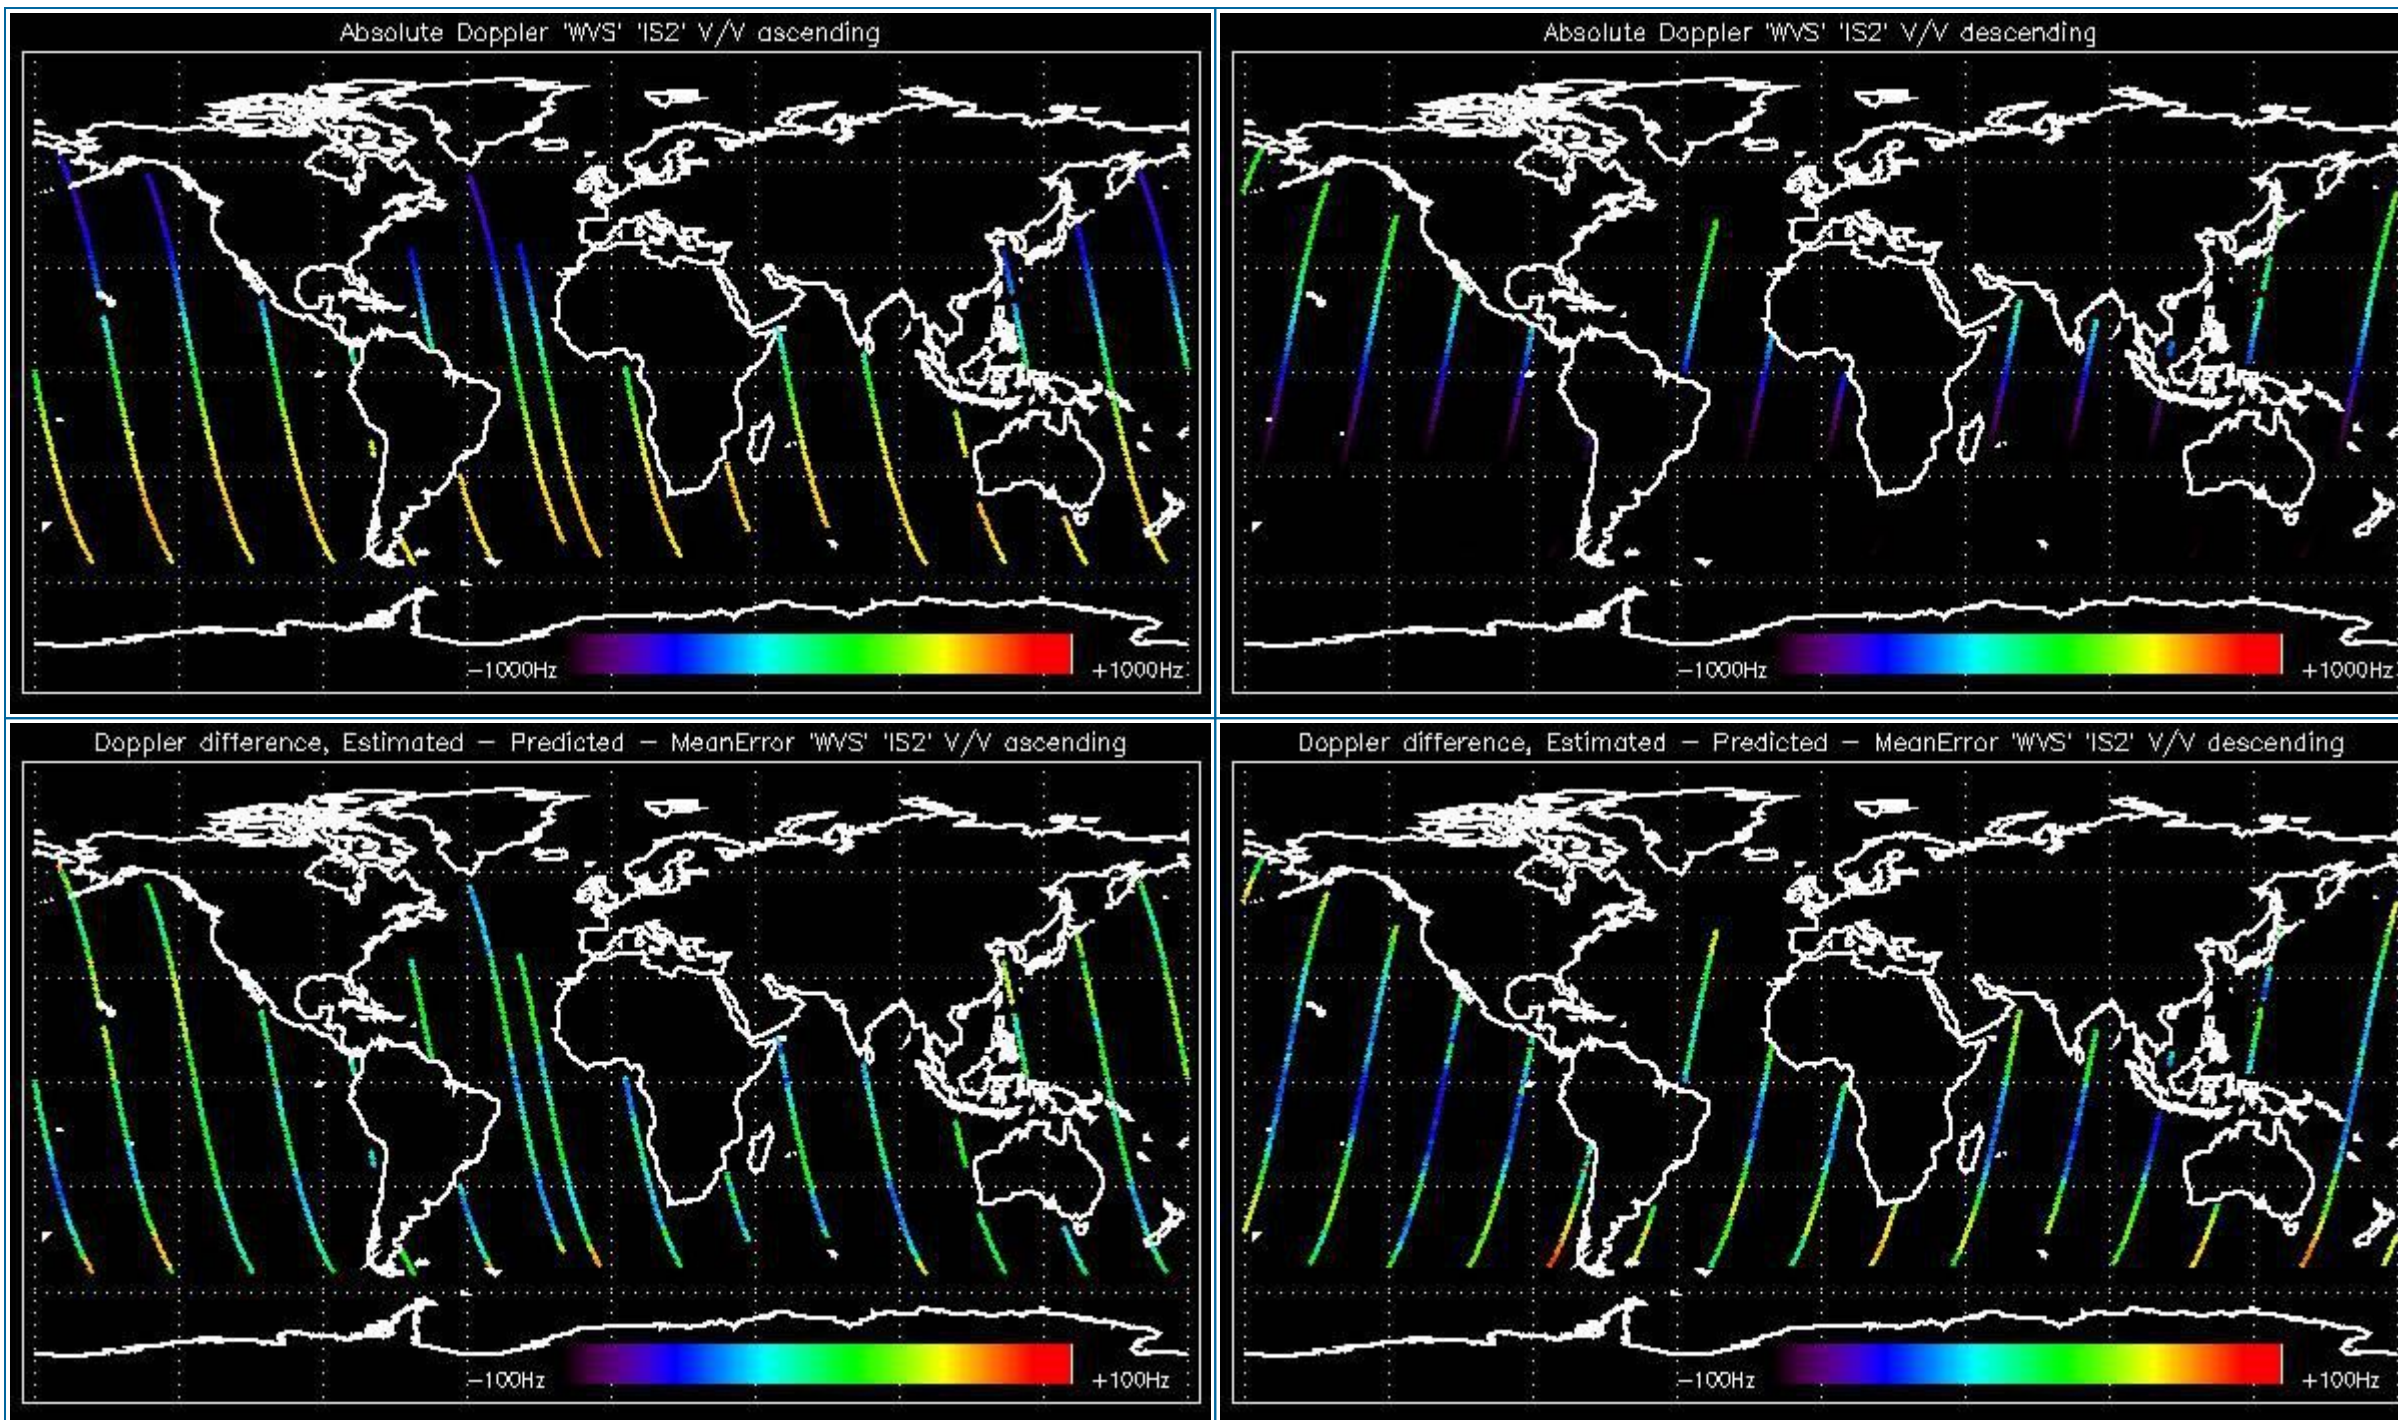 Absolute Doppler 'WVS' 'IS2' V/V ascending
-1000Hz
+1000Hz
Absolute Doppler 'WVS' 'IS2' V/V descending
-1000Hz
+1000Hz
Doppler difference, Estimated - Predicted - MeanError 'WVS' 'IS2' V/V ascending
-100Hz
+100Hz
Doppler difference, Estimated - Predicted - MeanError 'WVS' 'IS2' V/V descending
-100Hz
+100Hz